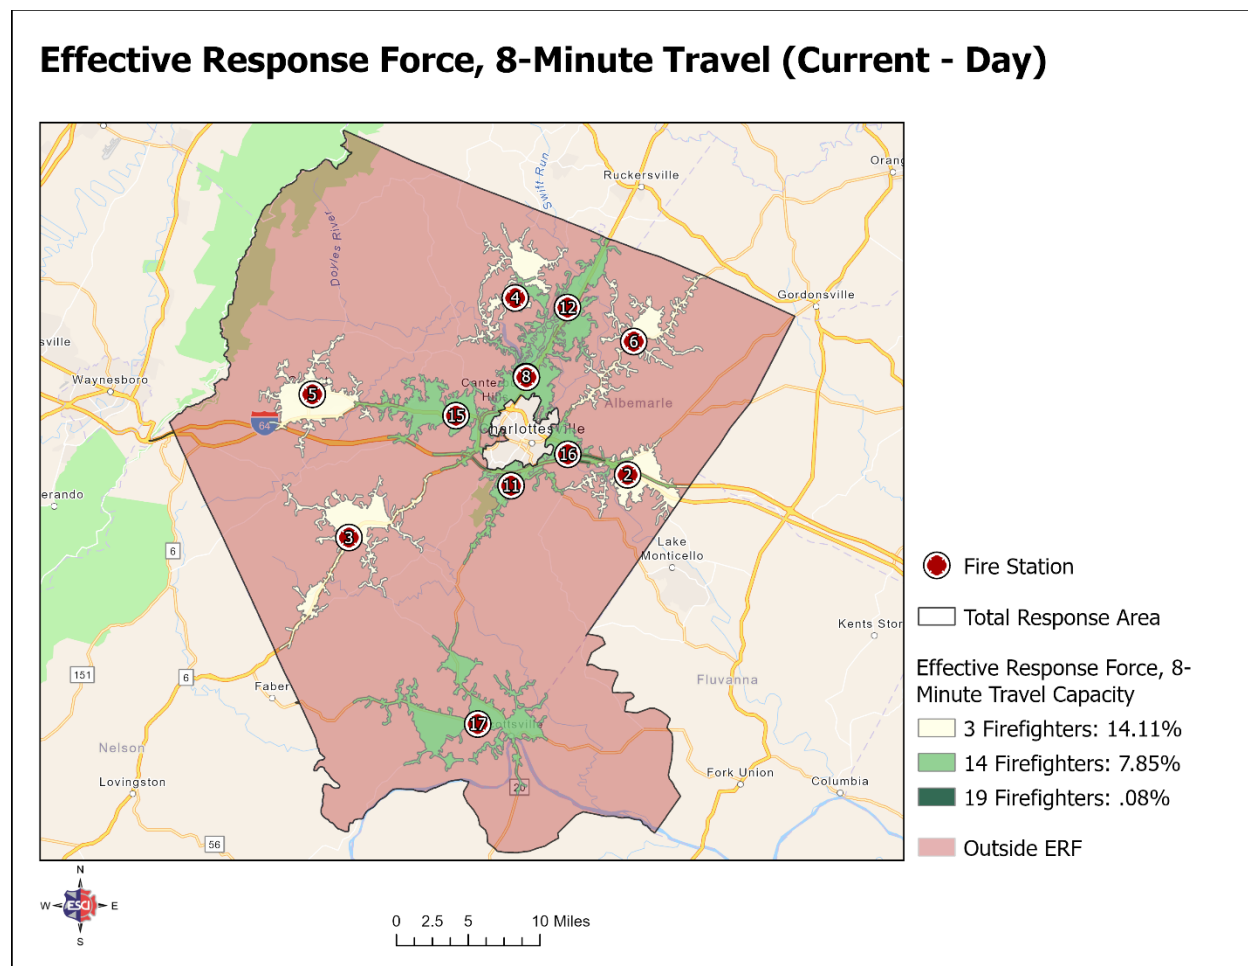 Effective Response Force, 8-Minute Travel (Current - Day)
Swift Run
Ruckersville
Doyles River
Gordonsville
4
12
6
sville
Waynesboro
8
5
Albemarle
15
64
Charlottesville
16
2
11
erando
3
6
Lake
Monticello
Kents Stor
151
6
Faber
Fluvanna
17
Nelson
Lovington
20
Fork Union
Columbia
56
Fire Station
Total Response Area
Effective Response Force, 8-
Minute Travel Capacity
3 Firefighters: 14.11%
14 Firefighters: 7.85%
19 Firefighters: .08%
Outside ERF
N
W ESCI E
S
0 2.5 5 10 Miles